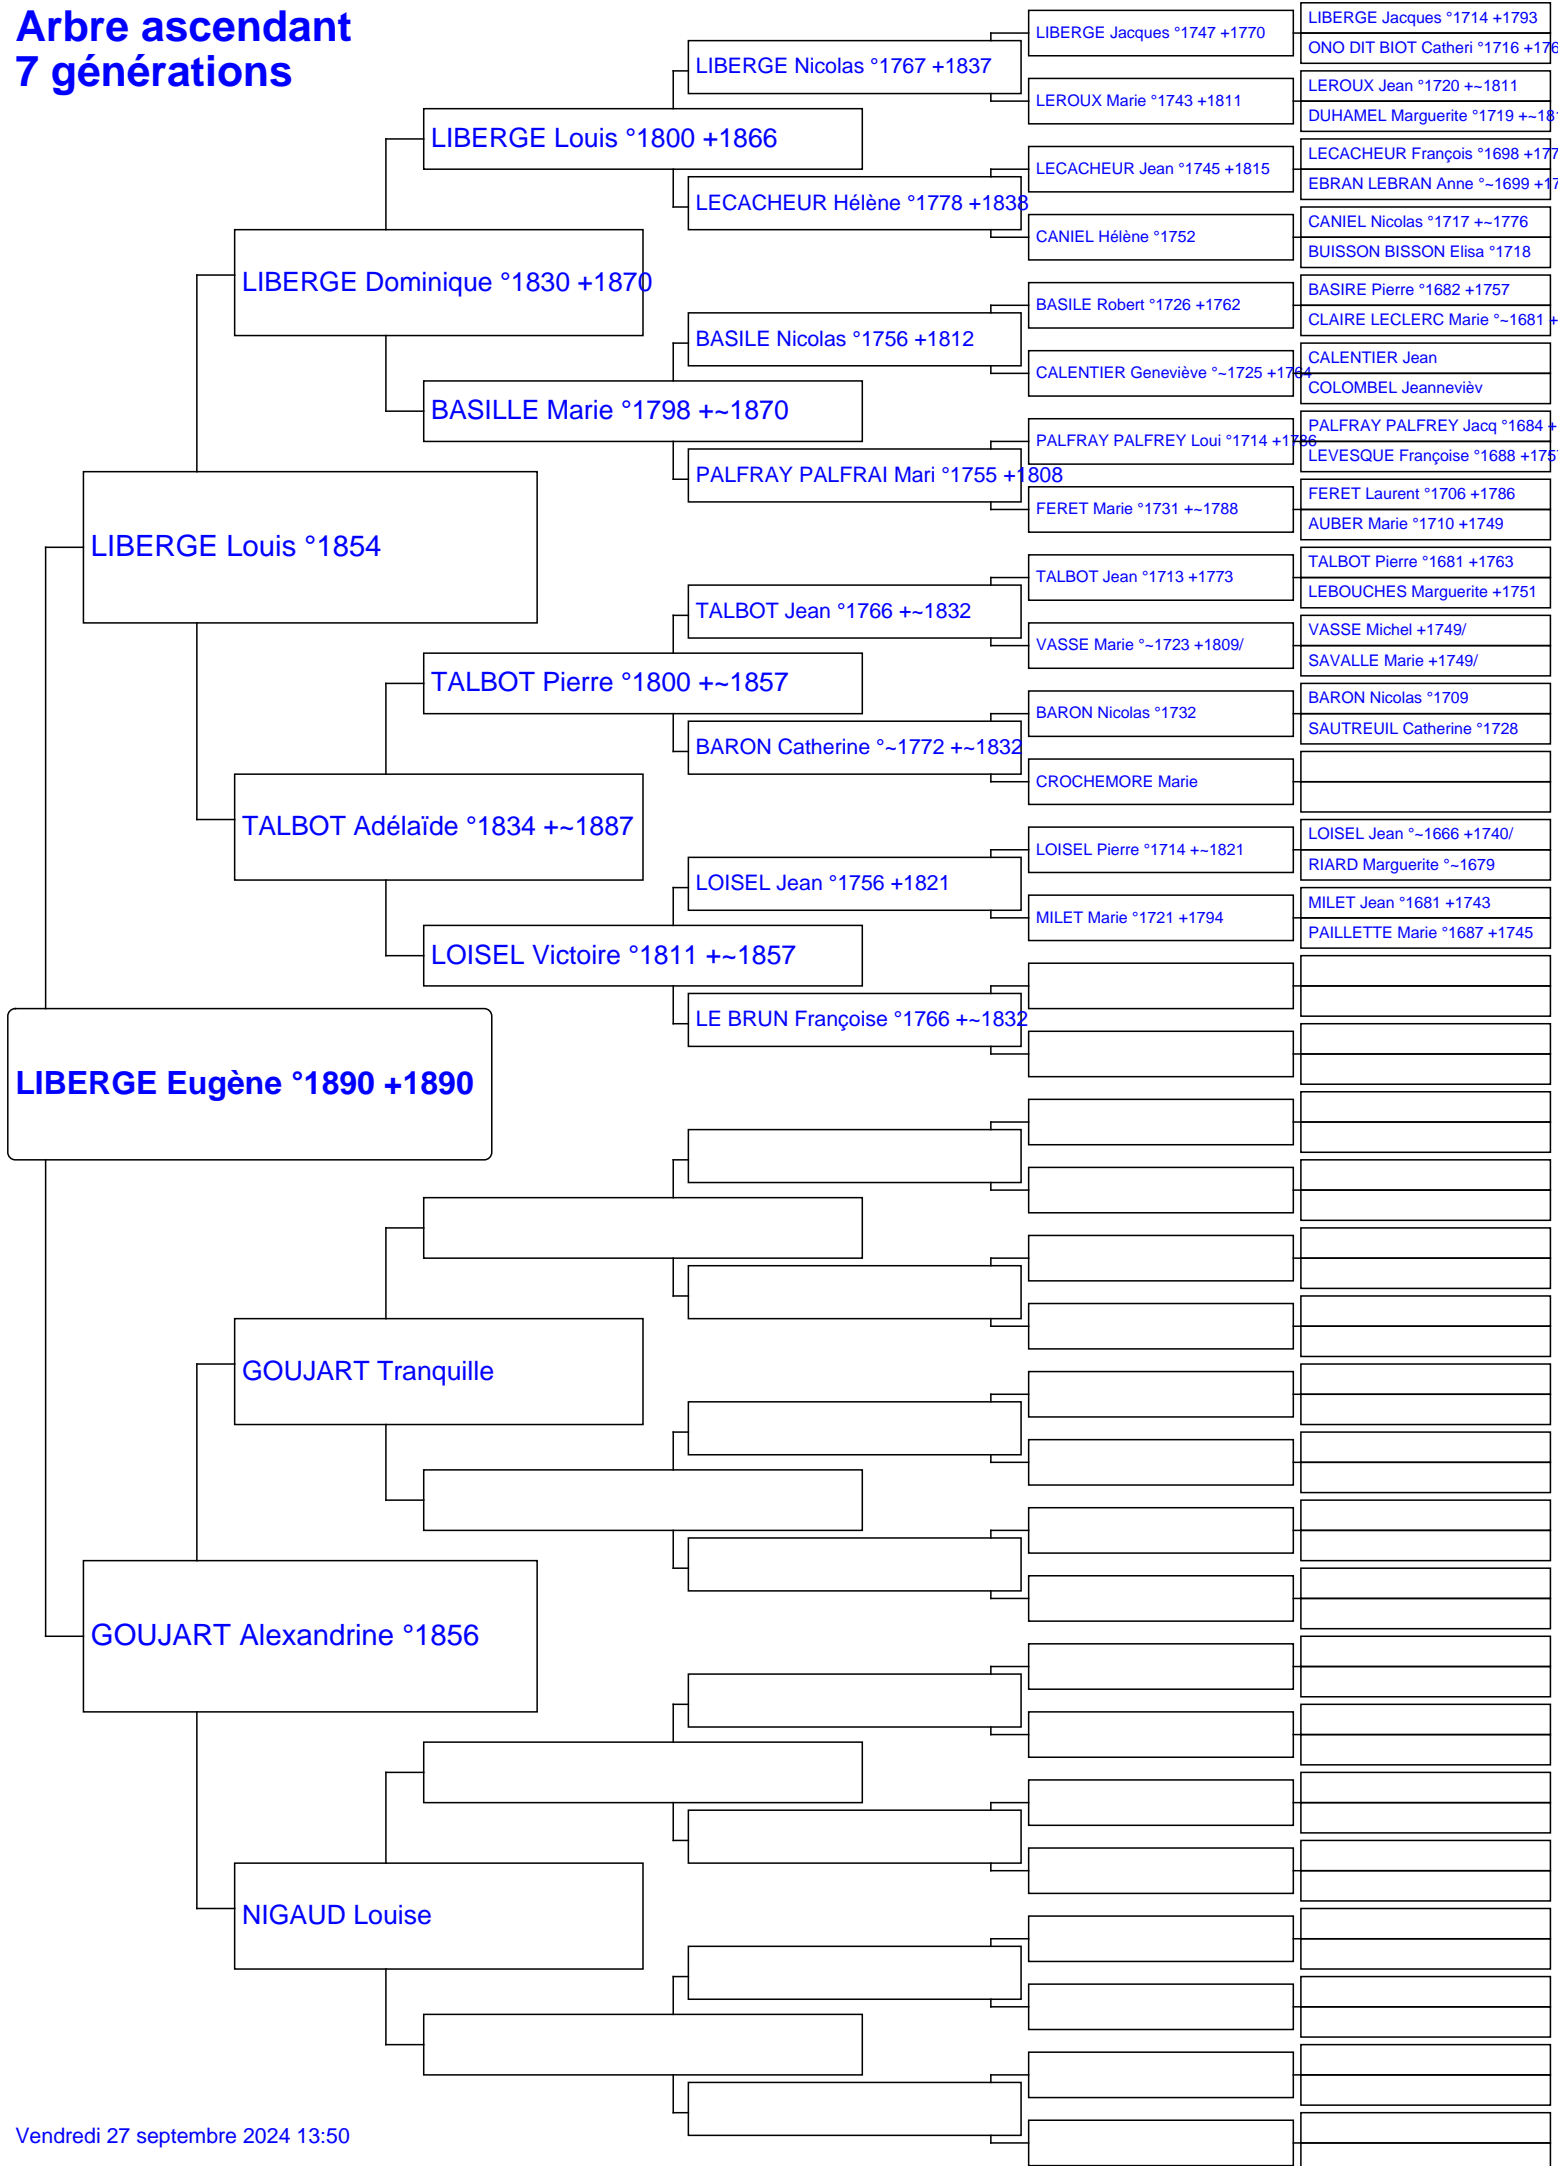 Arbre ascendant
7 générations
LIBERGE Eugène °1890 +1890
LIBERGE Louis °1854
GOUJART Alexandrine °1856
LIBERGE Dominique °1830 +1870
TALBOT Adélaïde °1834 +~1887
GOUJART Tranquille
NIGAUD Louise
LIBERGE Louis °1800 +1866
BASILLE Marie °1798 +~1870
TALBOT Pierre °1800 +~1857
LOISEL Victoire °1811 +~1857
LIBERGE Nicolas °1767 +1837
LECACHEUR Hélène °1778 +1838
BASILE Nicolas °1756 +1812
PALFRAY PALFRAI Mari °1755 +1808
TALBOT Jean °1766 +~1832
BARON Catherine °~1772 +~1832
LOISEL Jean °1756 +1821
LE BRUN Françoise °1766 +~1832
LIBERGE Jacques °1747 +1770
LEROUX Marie °1743 +1811
LECACHEUR Jean °1745 +1815
CANIEL Hélène °1752
BASILE Robert °1726 +1762
CALENTIER Geneviève °~1725 +1764
PALFRAY PALFREY Loui °1714 +1786
FERET Marie °1731 +~1788
TALBOT Jean °1713 +1773
VASSE Marie °~1723 +1809/
BARON Nicolas °1732
CROCHEMORE Marie
LOISEL Pierre °1714 +~1821
MILET Marie °1721 +1794
LIBERGE Jacques °1714 +1793
ONO DIT BIOT Catheri °1716 +176
LEROUX Jean °1720 +~1811
DUHAMEL Marguerite °1719 +~181
LECACHEUR François °1698 +177
EBRAN LEBRAN Anne °~1699 +17
CANIEL Nicolas °1717 +~1776
BUISSON BISSON Elisa °1718
BASIRE Pierre °1682 +1757
CLAIRE LECLERC Marie °~1681 +
CALENTIER Jean
COLOMBEL Jeannevièv
PALFRAY PALFREY Jacq °1684 +
LEVESQUE Françoise °1688 +175
FERET Laurent °1706 +1786
AUBER Marie °1710 +1749
TALBOT Pierre °1681 +1763
LEBOUCHES Marguerite +1751
VASSE Michel +1749/
SAVALLE Marie +1749/
BARON Nicolas °1709
SAUTREUIL Catherine °1728
LOISEL Jean °~1666 +1740/
RIARD Marguerite °~1679
MILET Jean °1681 +1743
PAILLETTE Marie °1687 +1745
Vendredi 27 septembre 2024 13:50